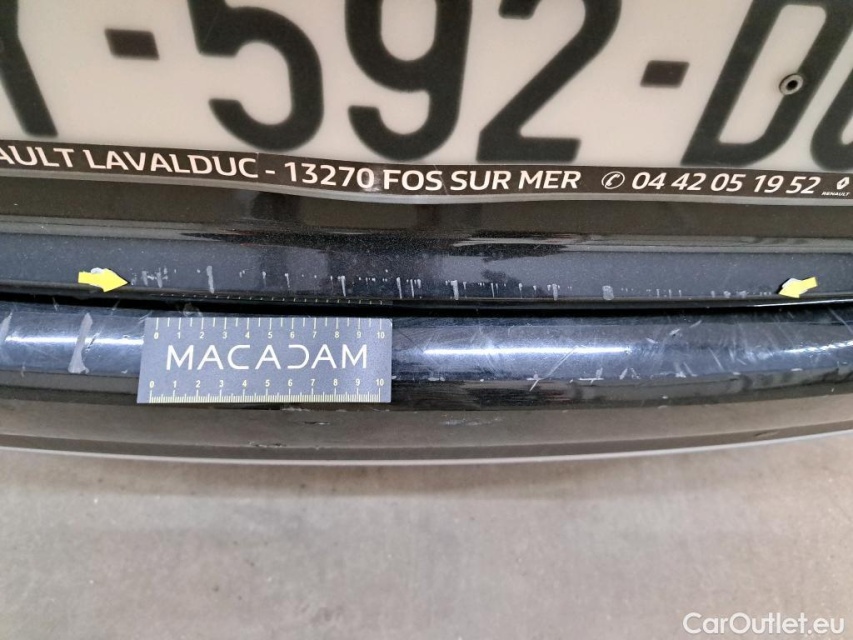 -592-D
AULT LAVALDUC - 13270 FOS SUR MER ✆ 04 42 05 19 52 RENAULT
0 1 2 3 4 5 6 7 8 9 10
MACADAM
0 1 2 3 4 5 6 7 8 9 10
CarOutlet.eu